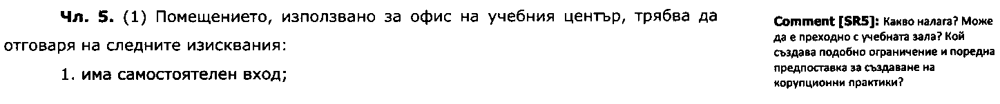 Чл. 5. (1) Помещението, използвано за офис на учебния център, трябва да
отговаря на следните изисквания:
1. има самостоятелен вход;
Comment [SR5]: Какво налага? Може
да е преходно с учебната зала? Кой
създава подобно ограничение и поредна
предпоставка за създаване на
корупционни практики?